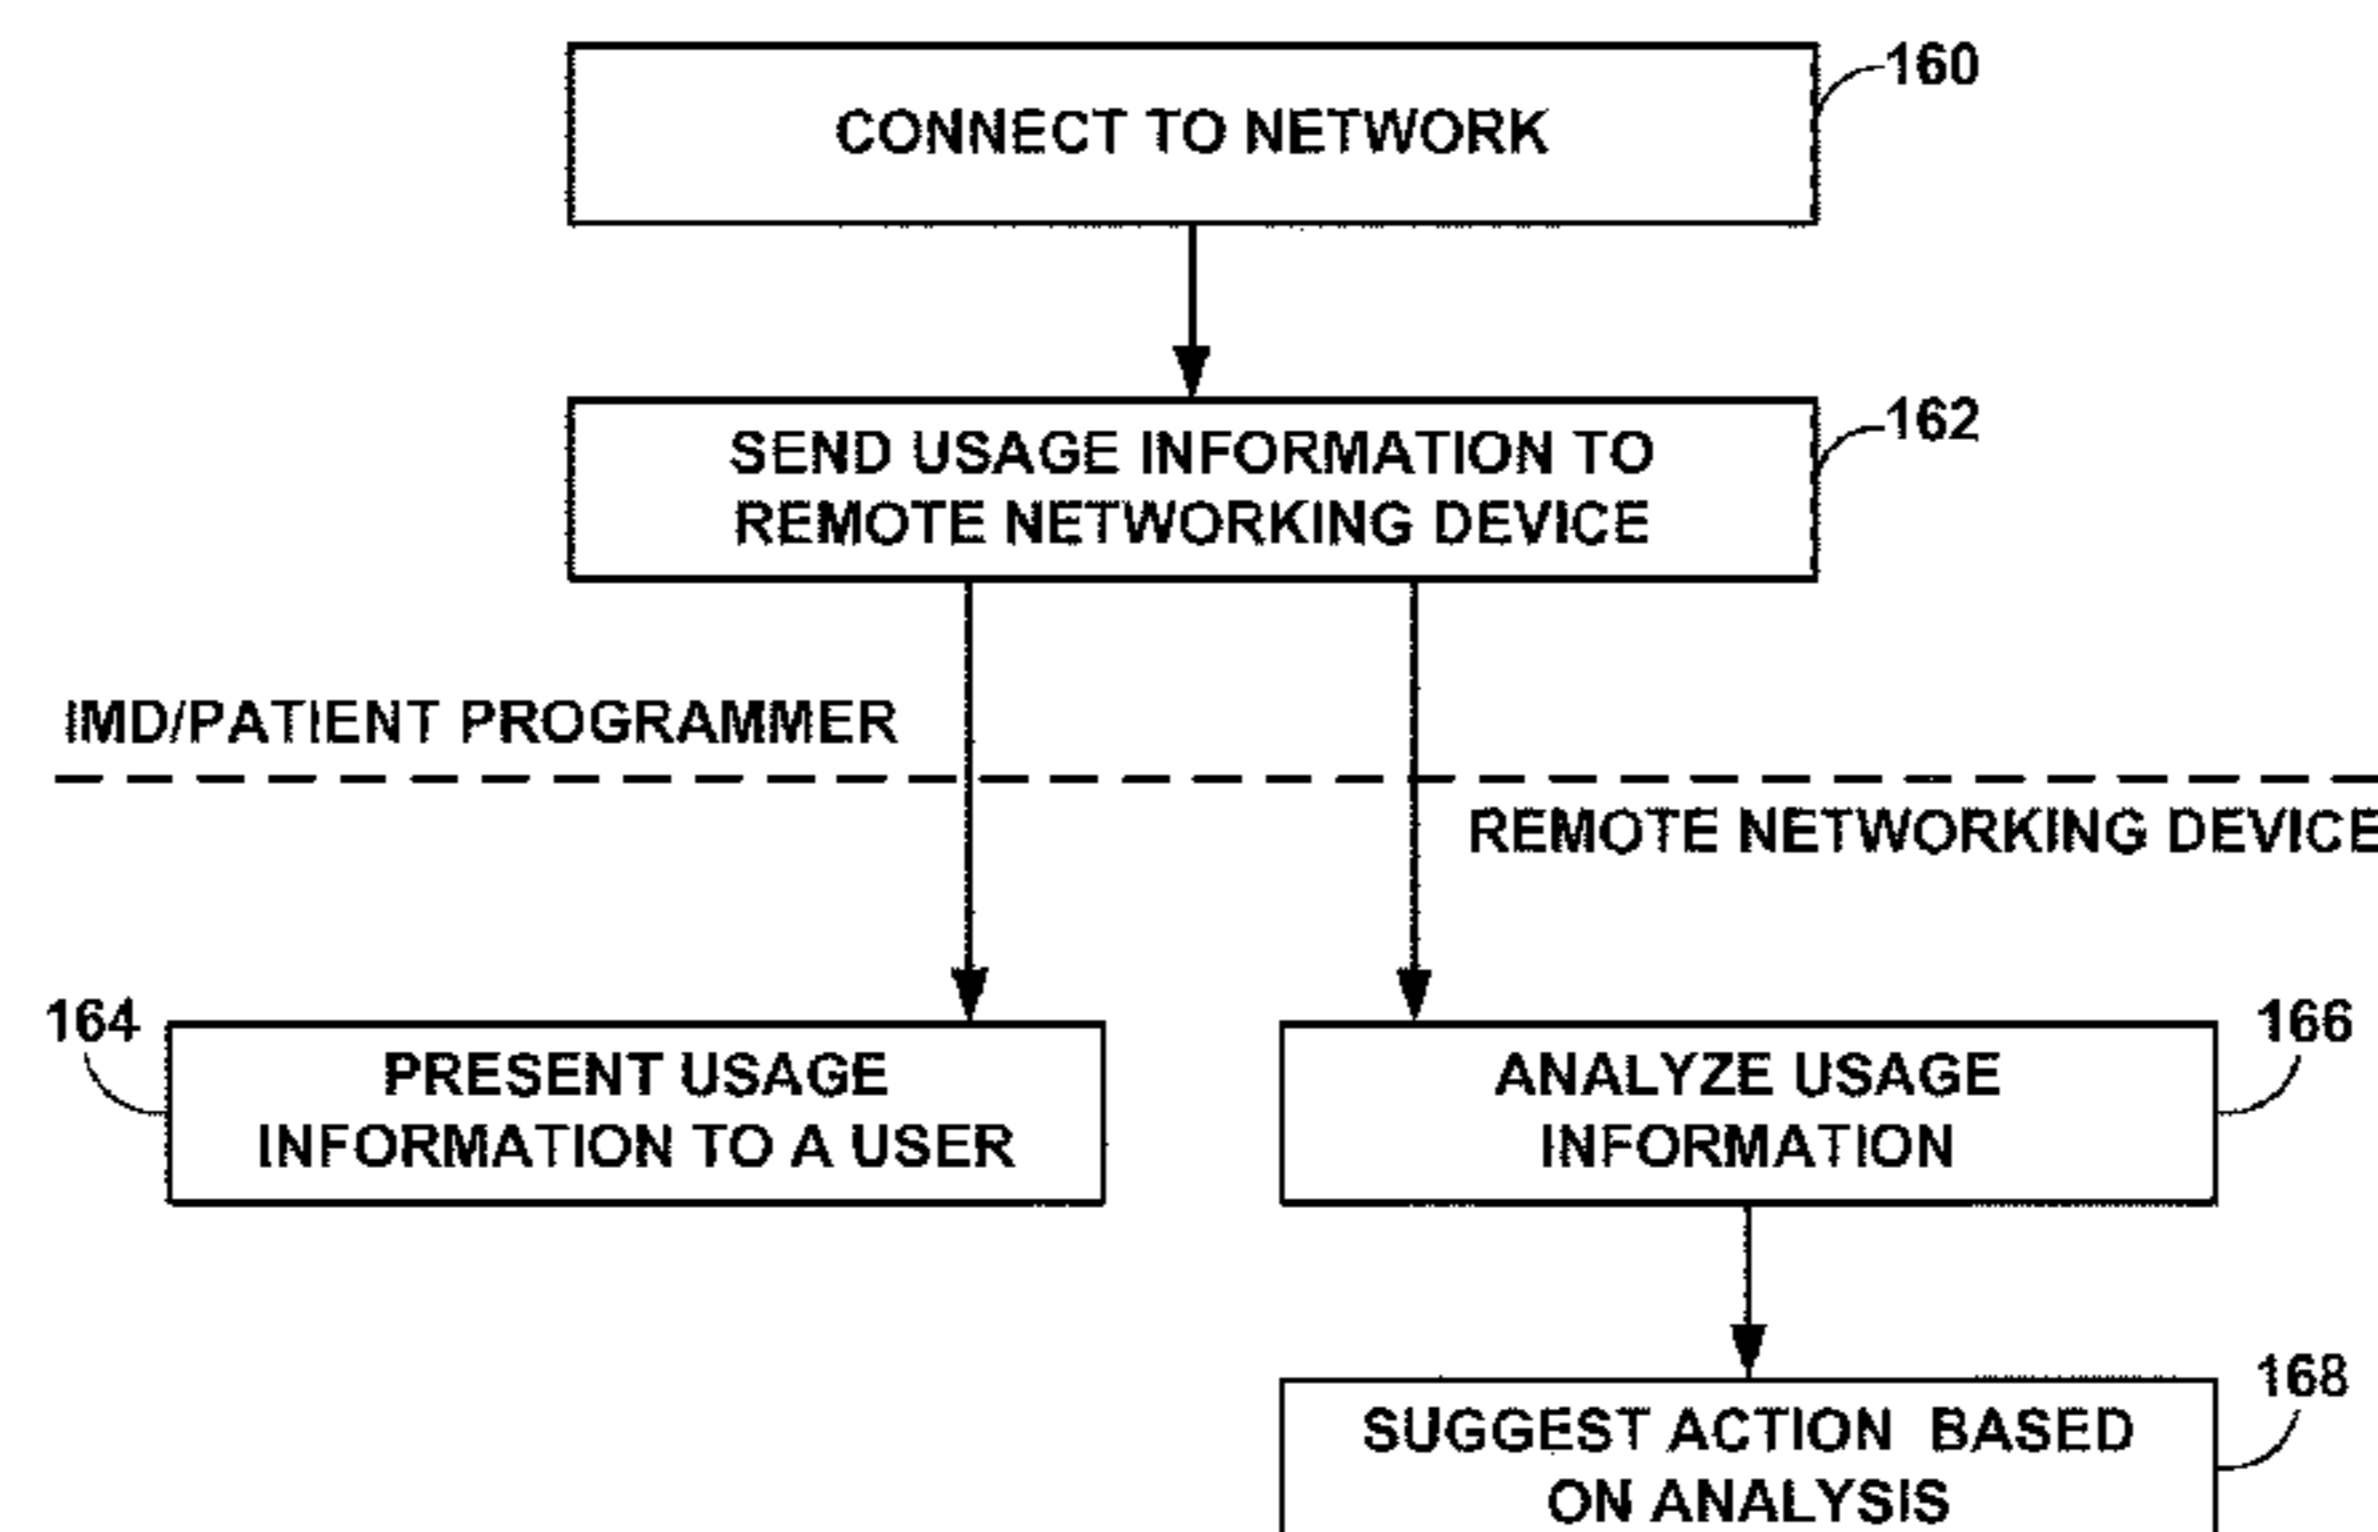 160
CONNECT TO NETWORK
162
SEND USAGE INFORMATION TO
REMOTE NETWORKING DEVICE
IMD/PATIENT PROGRAMMER
REMOTE NETWORKING DEVICE
164
PRESENT USAGE
INFORMATION TO A USER
166
ANALYZE USAGE
INFORMATION
168
SUGGEST ACTION BASED
ON ANALYSIS